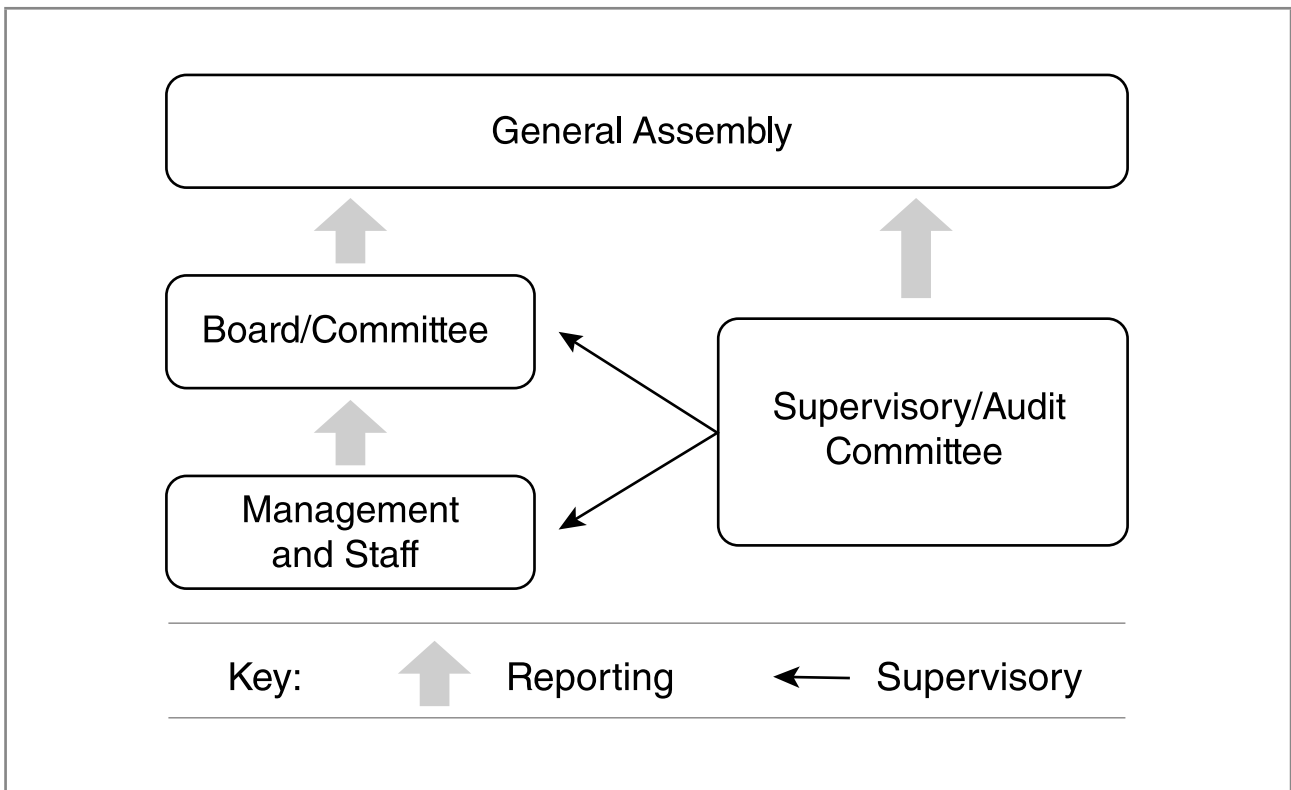 General Assembly
Board/Committee
Supervisory/Audit
Committee
Management
and Staff
Key: Reporting Supervisory